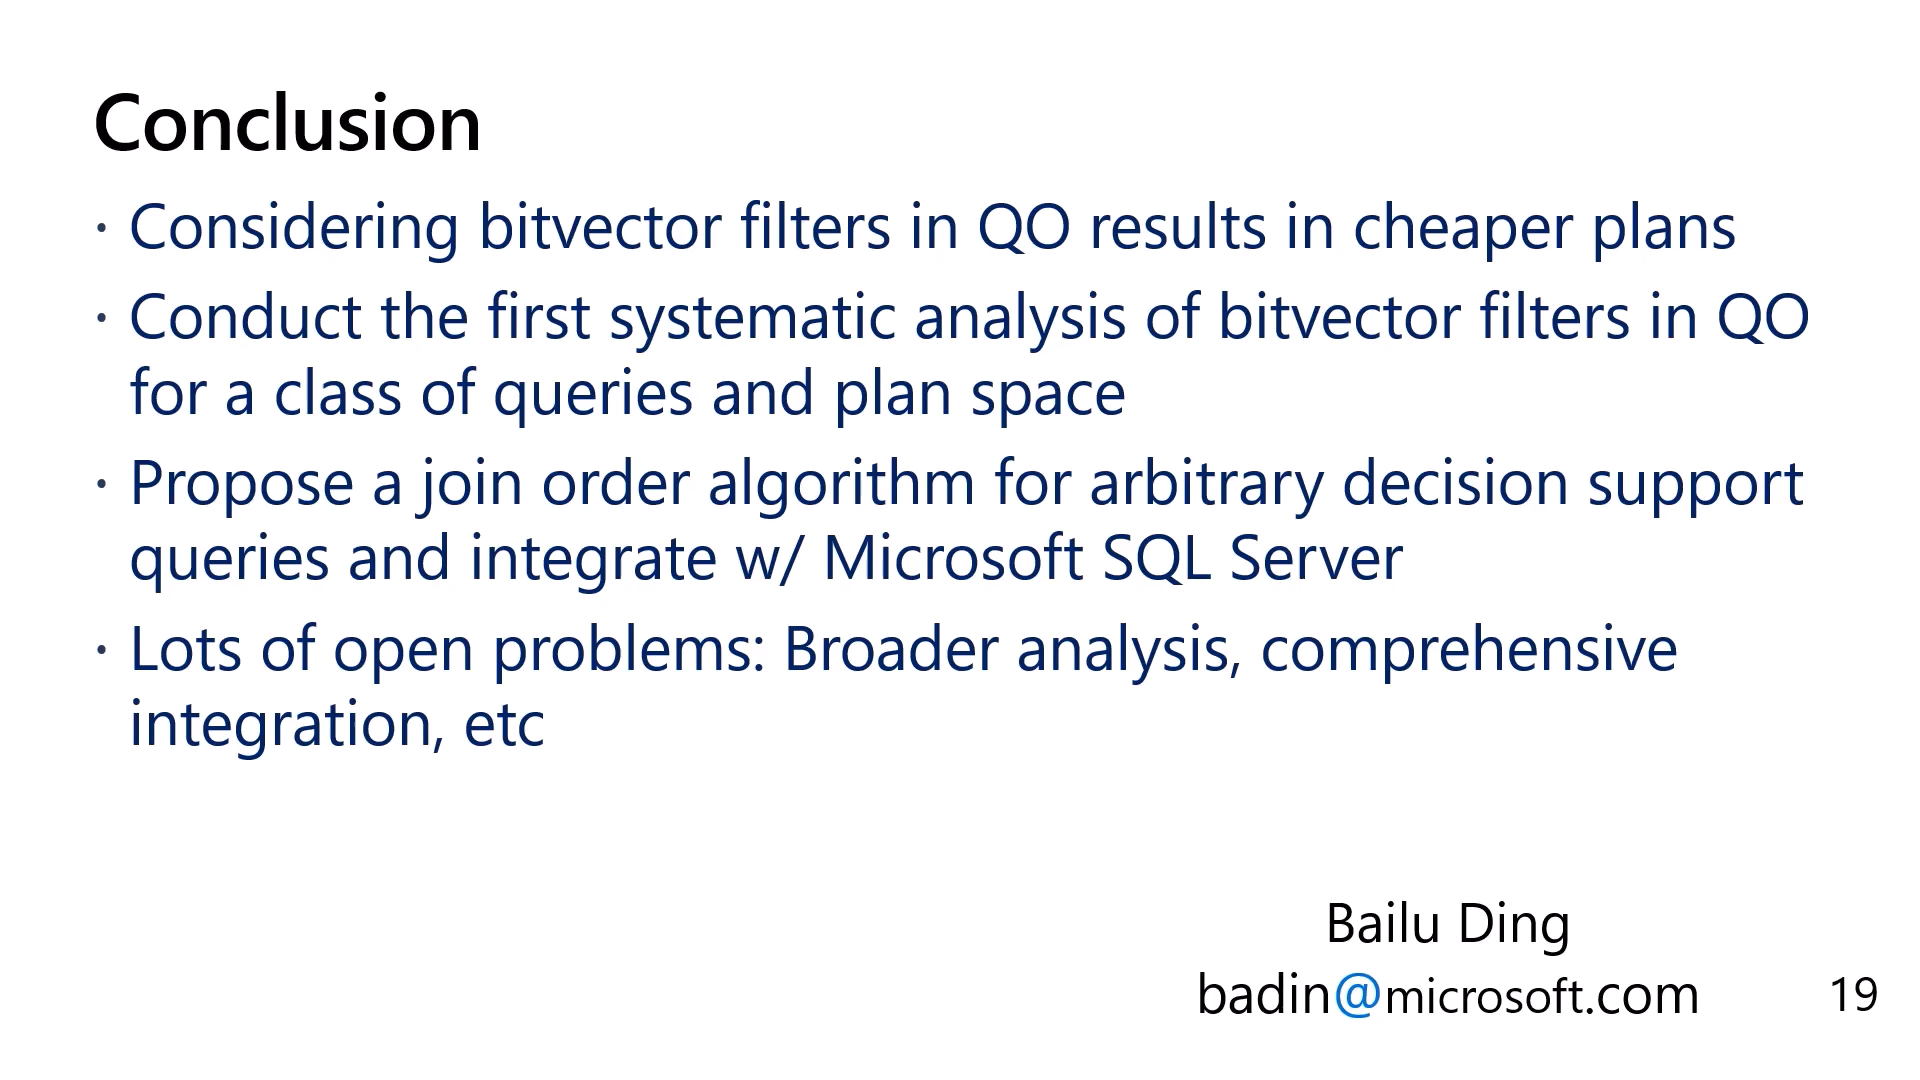 Conclusion
· Considering bitvector filters in QO results in cheaper plans
· Conduct the first systematic analysis of bitvector filters in QO
for a class of queries and plan space
· Propose a join order algorithm for arbitrary decision support
queries and integrate w/ Microsoft SQL Server
· Lots of open problems: Broader analysis, comprehensive
integration, etc
Bailu Ding
badin@microsoft.com
19